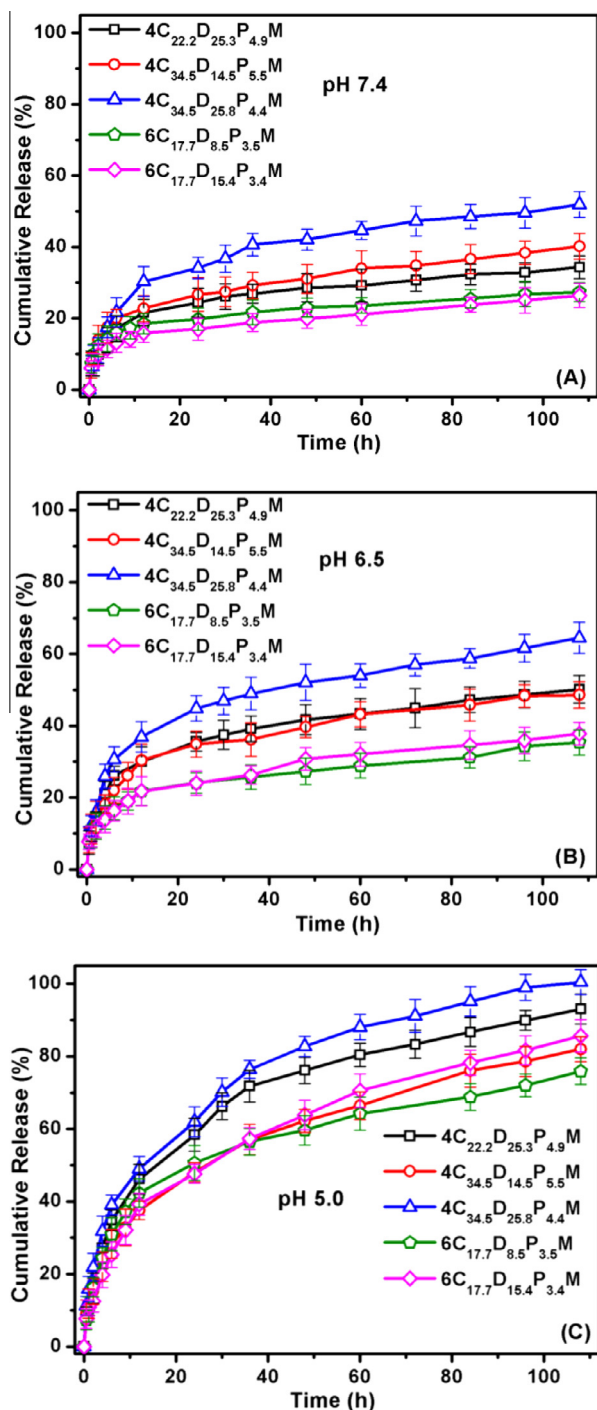 100
80
60
40
20
0
Cumulative Release (%)
4C22.2D25.3P4.9M
4C34.5D14.5P5.5M
4C34.5D25.8P4.4M
6C17.7D8.5P3.5M
6C17.7D15.4P3.4M
pH 7.4
(A)
0 20 40 60 80 100
Time (h)
100
80
60
40
20
0
Cumulative Release (%)
4C22.2D25.3P4.9M
4C34.5D14.5P5.5M
4C34.5D25.8P4.4M
6C17.7D8.5P3.5M
6C17.7D15.4P3.4M
pH 6.5
(B)
0 20 40 60 80 100
Time (h)
100
80
60
40
20
0
Cumulative Release (%)
pH 5.0
4C22.2D25.3P4.9M
4C34.5D14.5P5.5M
4C34.5D25.8P4.4M
6C17.7D8.5P3.5M
6C17.7D15.4P3.4M
(C)
0 20 40 60 80 100
Time (h)